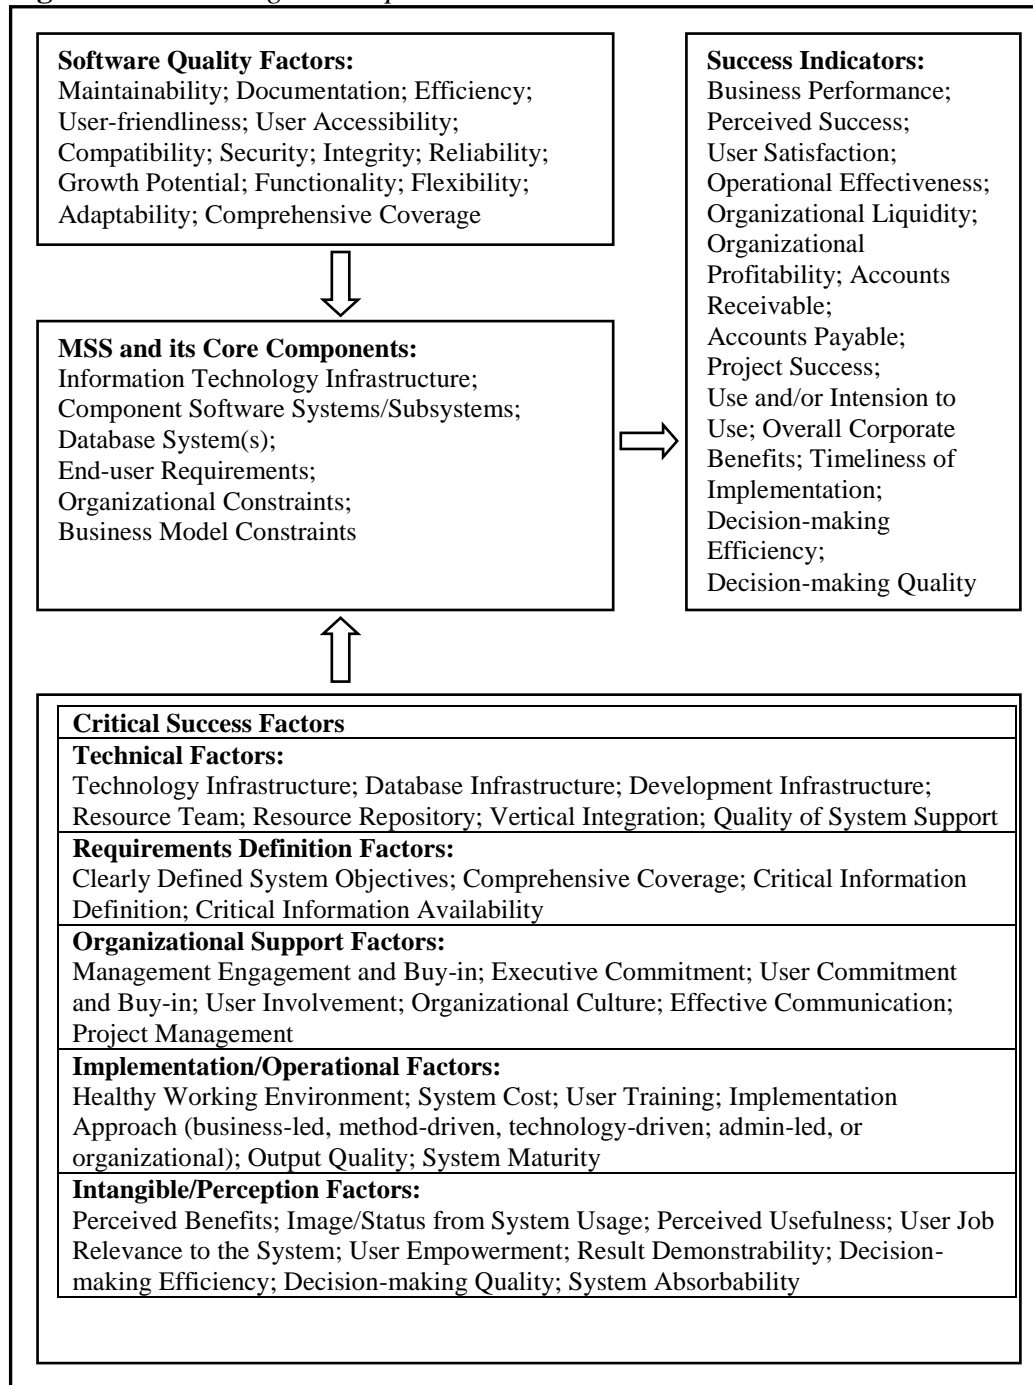 Software Quality Factors:
Maintainability; Documentation; Efficiency;
User-friendliness; User Accessibility;
Compatibility; Security; Integrity; Reliability;
Growth Potential; Functionality; Flexibility;
Adaptability; Comprehensive Coverage
MSS and its Core Components:
Information Technology Infrastructure;
Component Software Systems/Subsystems;
Database System(s);
End-user Requirements;
Organizational Constraints;
Business Model Constraints
Success Indicators:
Business Performance;
Perceived Success;
User Satisfaction;
Operational Effectiveness;
Organizational Liquidity;
Organizational
Profitability; Accounts
Receivable;
Accounts Payable;
Project Success;
Use and/or Intension to
Use; Overall Corporate
Benefits; Timeliness of
Implementation;
Decision-making
Efficiency;
Decision-making Quality
Critical Success Factors
Technical Factors:
Technology Infrastructure; Database Infrastructure; Development Infrastructure;
Resource Team; Resource Repository; Vertical Integration; Quality of System Support
Requirements Definition Factors:
Clearly Defined System Objectives; Comprehensive Coverage; Critical Information
Definition; Critical Information Availability
Organizational Support Factors:
Management Engagement and Buy-in; Executive Commitment; User Commitment
and Buy-in; User Involvement; Organizational Culture; Effective Communication;
Project Management
Implementation/Operational Factors:
Healthy Working Environment; System Cost; User Training; Implementation
Approach (business-led, method-driven, technology-driven; admin-led, or
organizational); Output Quality; System Maturity
Intangible/Perception Factors:
Perceived Benefits; Image/Status from System Usage; Perceived Usefulness; User Job
Relevance to the System; User Empowerment; Result Demonstrability; Decision-
making Efficiency; Decision-making Quality; System Absorbability